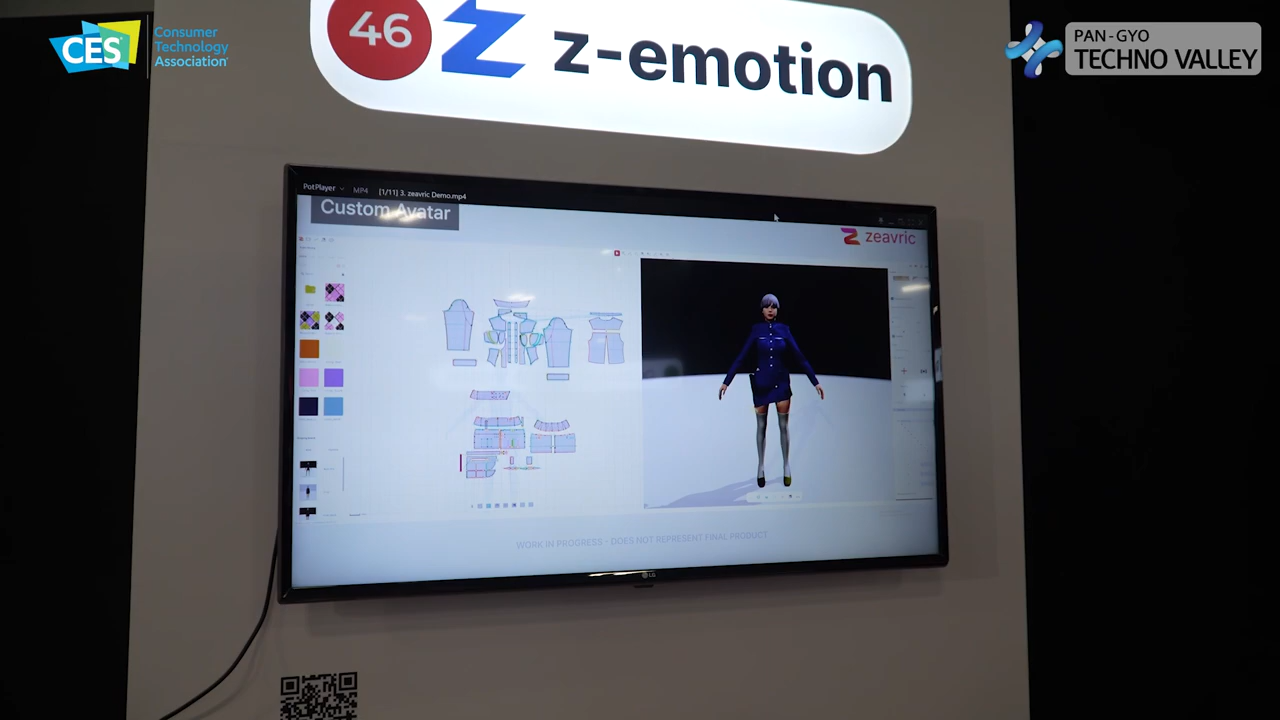 CES
Consumer
Technology
Association
46
z-emotion
PAN-GYO
TECHNO VALLEY
PotPlayer
MP4
[1/11] 3. zeavric Demo.mp4
Custom Avatar
zeavric
WORK IN PROGRESS - DOES NOT REPRESENT FINAL PRODUCT
LG